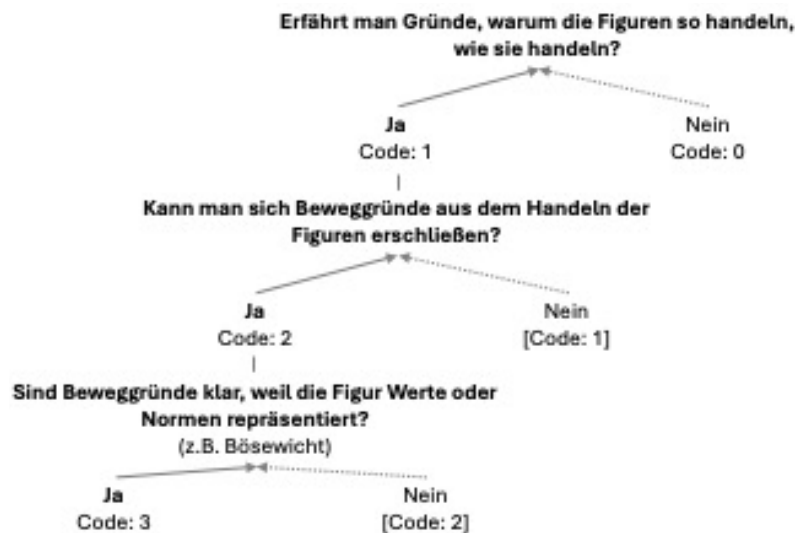 Erfährt man Gründe, warum die Figuren so handeln,
wie sie handeln?
Ja
Nein
Code: 1
Code: 0
Kann man sich Beweggründe aus dem Handeln der
Figuren erschließen?
Ja
Nein
Code: 2
[Code: 1]
Sind Beweggründe klar, weil die Figur Werte oder
Normen repräsentiert?
(z.B. Bösewicht)
Ja
Nein
Code: 3
[Code: 2]